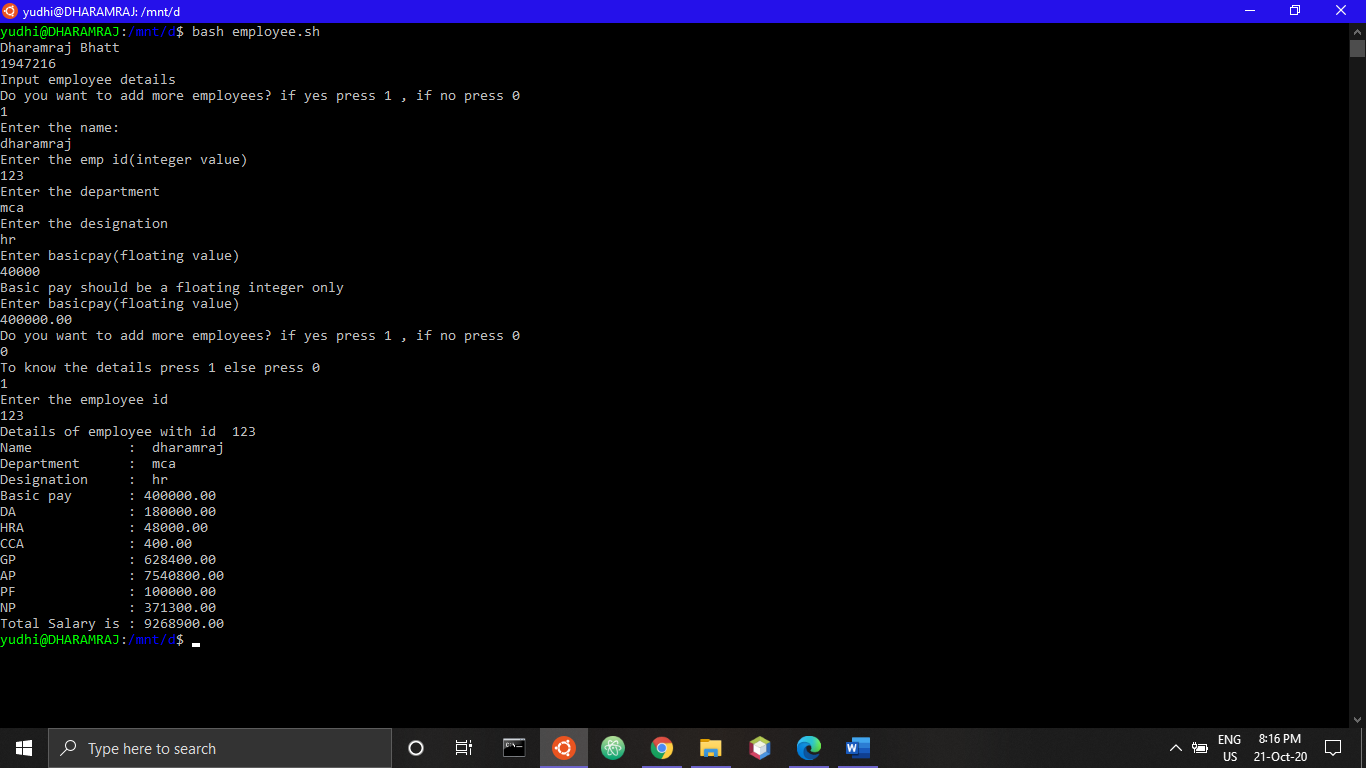 yudhi@DHARAMRAJ: /mnt/d
yudhi@DHARAMRAJ:/mnt/d$ bash employee.sh
Dharamraj Bhatt
1947216
Input employee details
Do you want to add more employees? if yes press 1 , if no press 0
1
Enter the name:
dharamraj
Enter the emp id(integer value)
123
Enter the department
mca
Enter the designation
hr
Enter basicpay(floating value)
40000
Basic pay should be a floating integer only
Enter basicpay(floating value)
400000.00
Do you want to add more employees? if yes press 1 , if no press 0
0
To know the details press 1 else press 0
1
Enter the employee id
123
Details of employee with id  123
Name            :  dharamraj
Department      :  mca
Designation     :  hr
Basic pay       : 400000.00
DA              : 180000.00
HRA             : 48000.00
CCA             : 400.00
GP              : 628400.00
AP              : 7540800.00
PF              : 100000.00
NP              : 371300.00
Total Salary is : 9268900.00
yudhi@DHARAMRAJ:/mnt/d$
Type here to search
ENG
US
8:16 PM
21-Oct-20